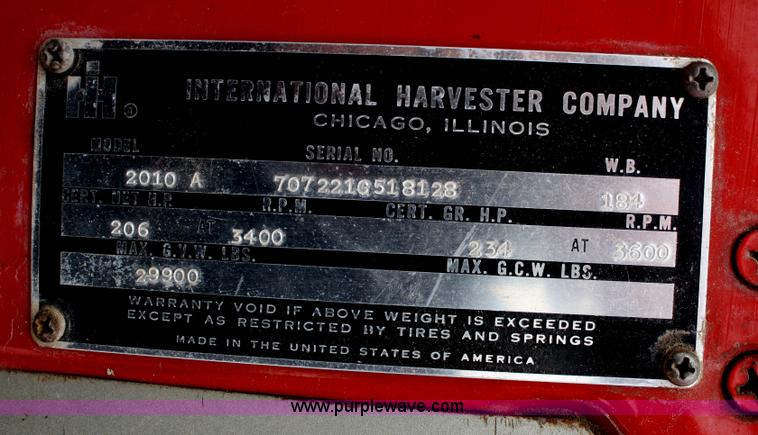 IH ®
INTERNATIONAL HARVESTER COMPANY
CHICAGO, ILLINOIS
MODEL SERIAL NO. W.B.
2010 A 707221G518128 184
CERT. NET H.P. R.P.M. CERT. GR. H.P. R.P.M.
206 AT 3400 234 AT 3600
MAX. G.V.W. LBS. MAX. G.C.W. LBS.
29900
WARRANTY VOID IF ABOVE WEIGHT IS EXCEEDED
EXCEPT AS RESTRICTED BY TIRES AND SPRINGS
MADE IN THE UNITED STATES OF AMERICA
www.purplewave.com